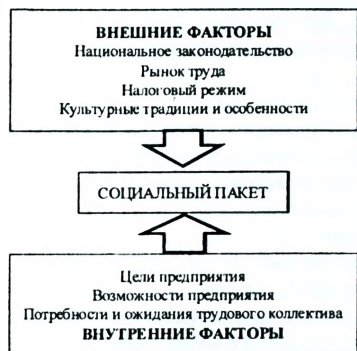 ВНЕШНИЕ ФАКТОРЫ
Национальное законодательство
Рынок труда
Налоговый режим
Культурные традиции и особенности
СОЦИАЛЬНЫЙ ПАКЕТ
Цели предприятия
Возможности предприятия
Потребности и ожидания трудового коллектива
ВНУТРЕННИЕ ФАКТОРЫ